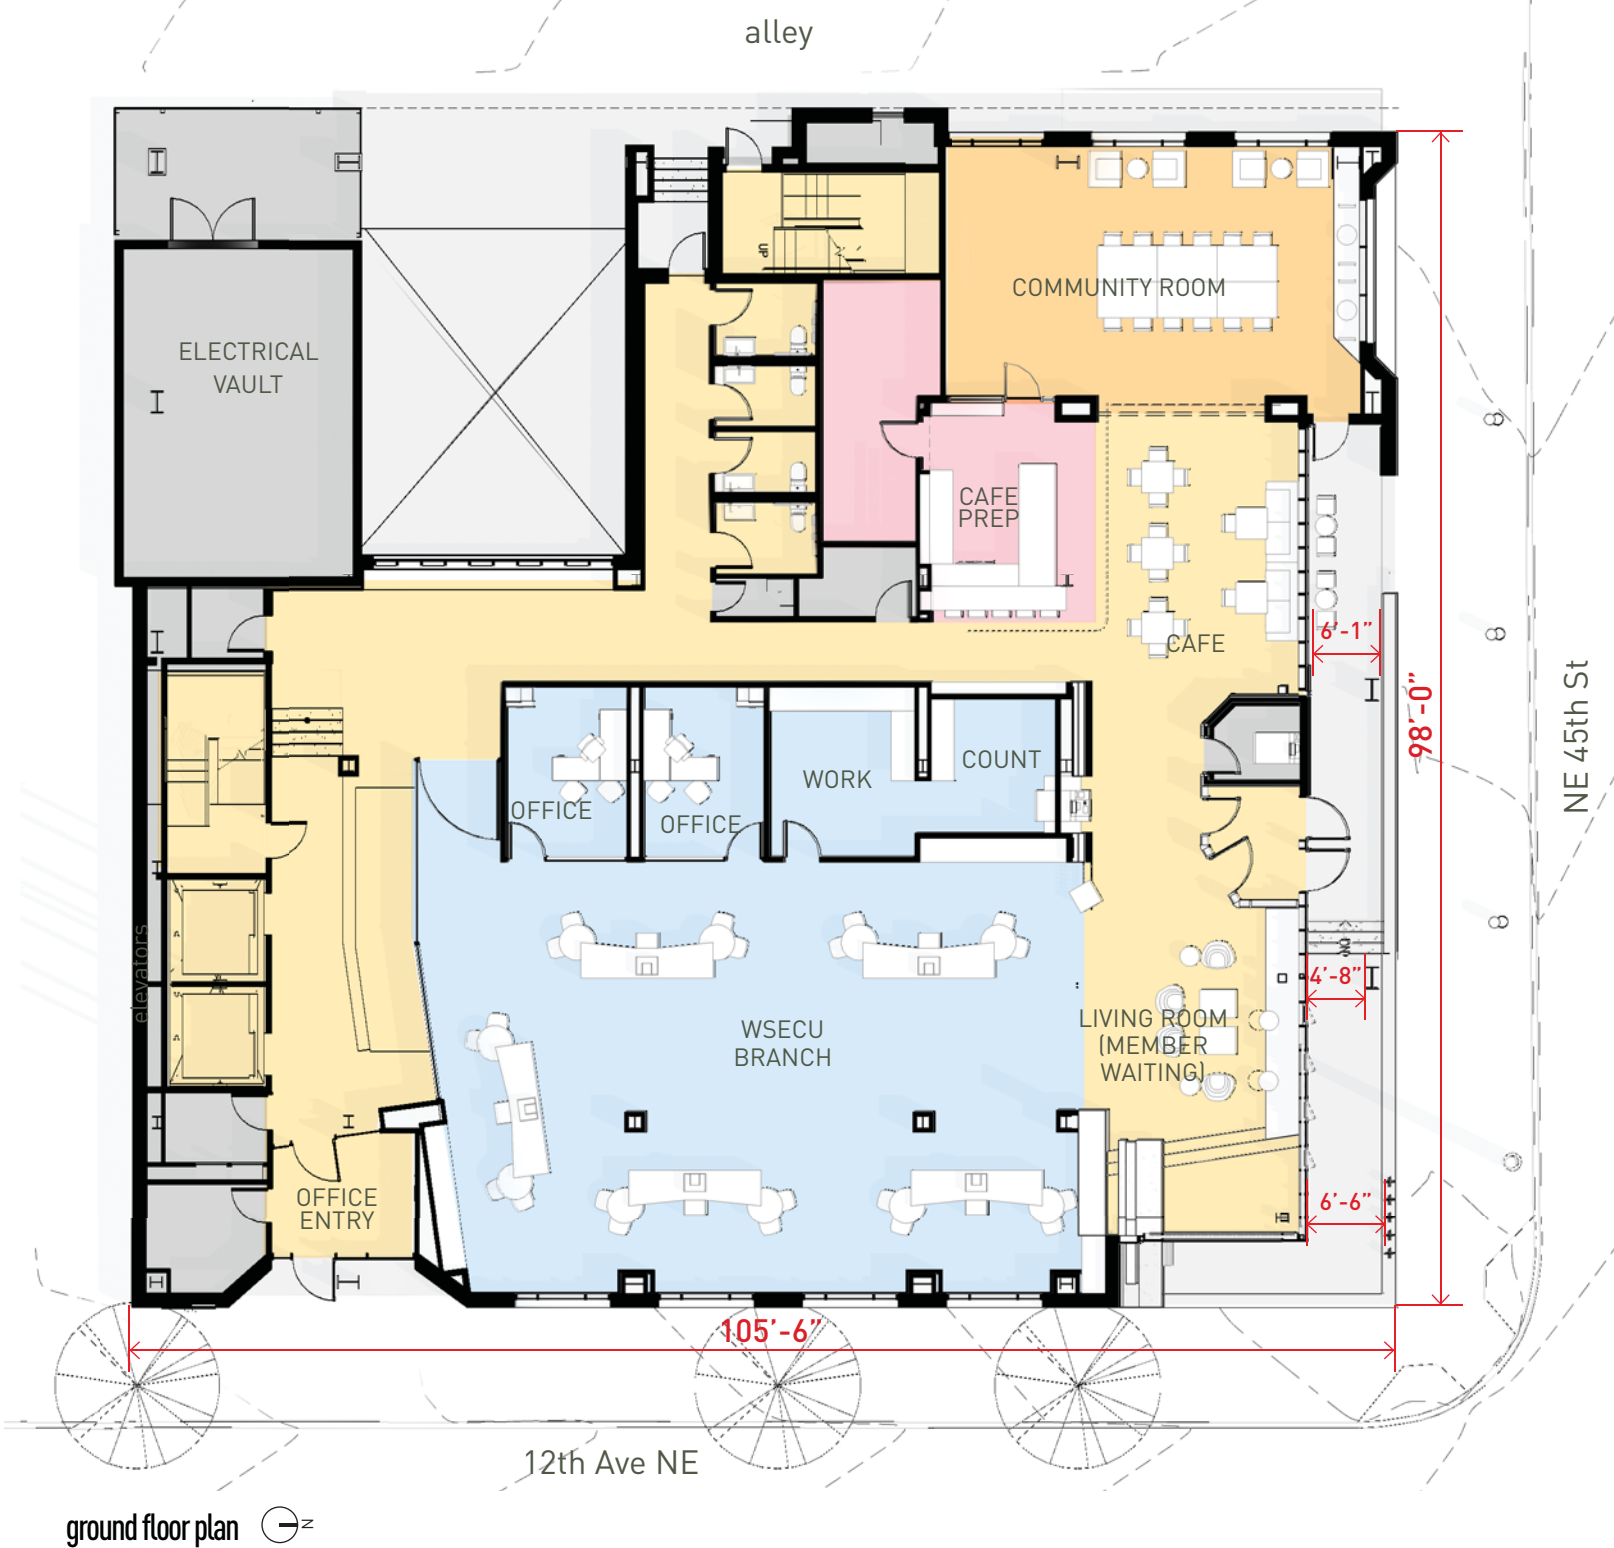 alley
UP
ELECTRICAL
VAULT
COMMUNITY ROOM
CAFE
PREP
CAFE
6'-1"
98'-0"
NE 45th St
OFFICE
OFFICE
WORK
COUNT
elevators
WSECU
BRANCH
LIVING ROOM
(MEMBER
WAITING)
DN
4'-8"
6'-6"
OFFICE
ENTRY
105'-6"
12th Ave NE
ground floor plan
N